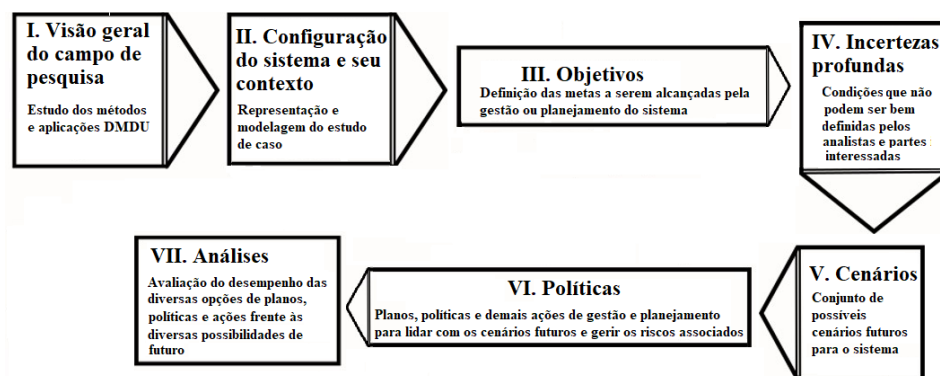 I. Visão geral
do campo de
pesquisa
Estudo dos métodos
e aplicações DMDU
II. Configuração
do sistema e seu
contexto
Representação e
modelagem do estudo
de caso
III. Objetivos
Definição das metas a serem alcançadas pela
gestão ou planejamento do sistema
IV. Incertezas
profundas
Condições que não
podem ser bem
definidas pelos
analistas e partes
interessadas
V. Cenários
Conjunto de
possíveis
cenários futuros
para o sistema
VI. Políticas
Planos, políticas e demais ações de gestão e planejamento
para lidar com os cenários futuros e gerir os riscos associados
VII. Análises
Avaliação do desempenho das
diversas opções de planos,
políticas e ações frente às
diversas possibilidades de
futuro